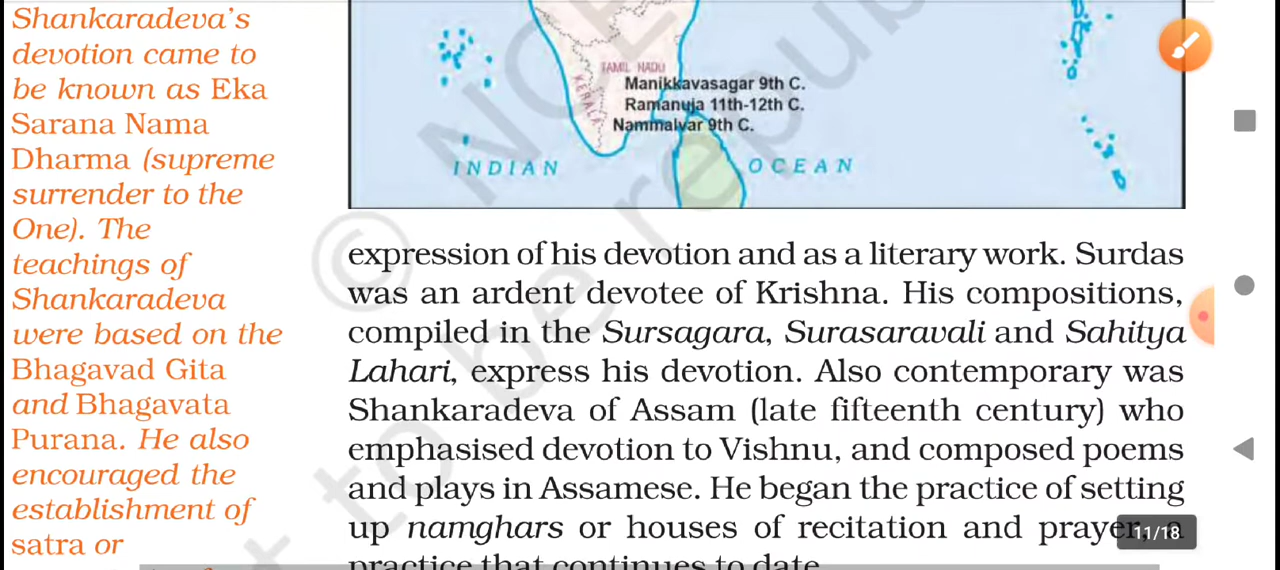 Shankaradeva's
devotion came to
be known as Eka
Sarana Nama
Dharma (supreme
surrender to the
One). The
teachings of
Shankaradeva
were based on the
Bhagavad Gita
and Bhagavata
Purana. He also
encouraged the
establishment of
satra or
TAMIL NADU
KERALA
Manikkavasagar 9th C.
Ramanuja 11th-12th C.
Nammalvar 9th C.
INDIAN OCEAN
expression of his devotion and as a literary work. Surdas
was an ardent devotee of Krishna. His compositions,
compiled in the Sursagara, Surasaravali and Sahitya
Lahari, express his devotion. Also contemporary was
Shankaradeva of Assam (late fifteenth century) who
emphasised devotion to Vishnu, and composed poems
and plays in Assamese. He began the practice of setting
up namghars or houses of recitation and prayer, a
practice that continues to date.
11/18